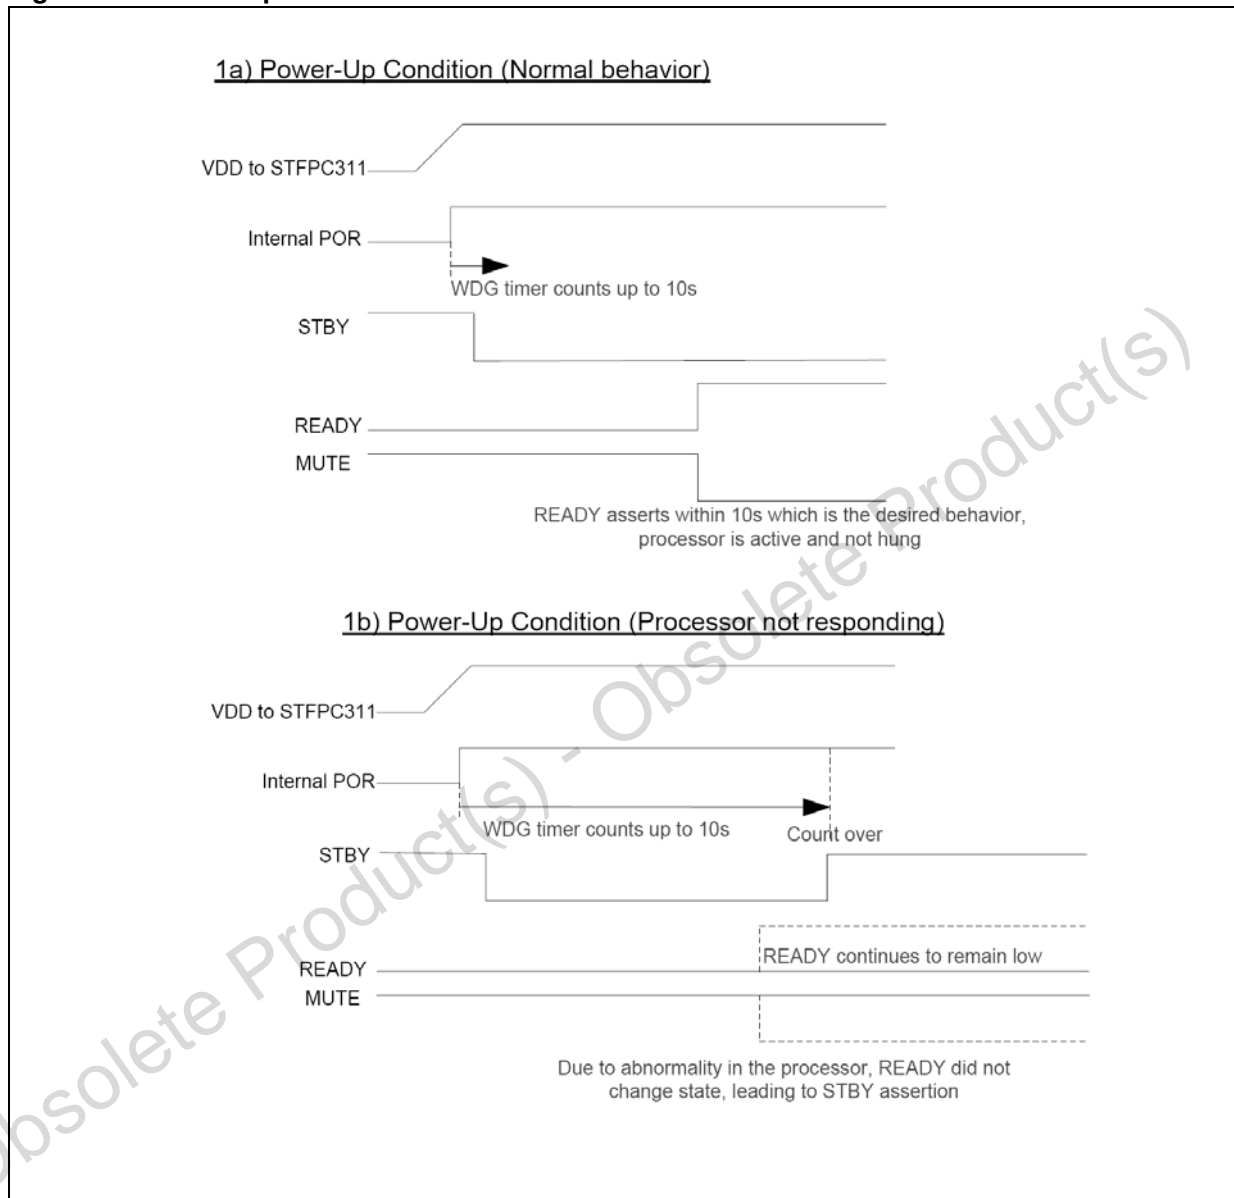 1a) Power-Up Condition (Normal behavior)
VDD to STFPC311
Internal POR
WDG timer counts up to 10s
STBY
READY
MUTE
READY asserts within 10s which is the desired behavior,
processor is active and not hung
1b) Power-Up Condition (Processor not responding)
VDD to STFPC311
Internal POR
WDG timer counts up to 10s
Count over
STBY
READY continues to remain low
READY
MUTE
Due to abnormality in the processor, READY did not
change state, leading to STBY assertion
Obsolete Product(s) - Obsolete Product(s)